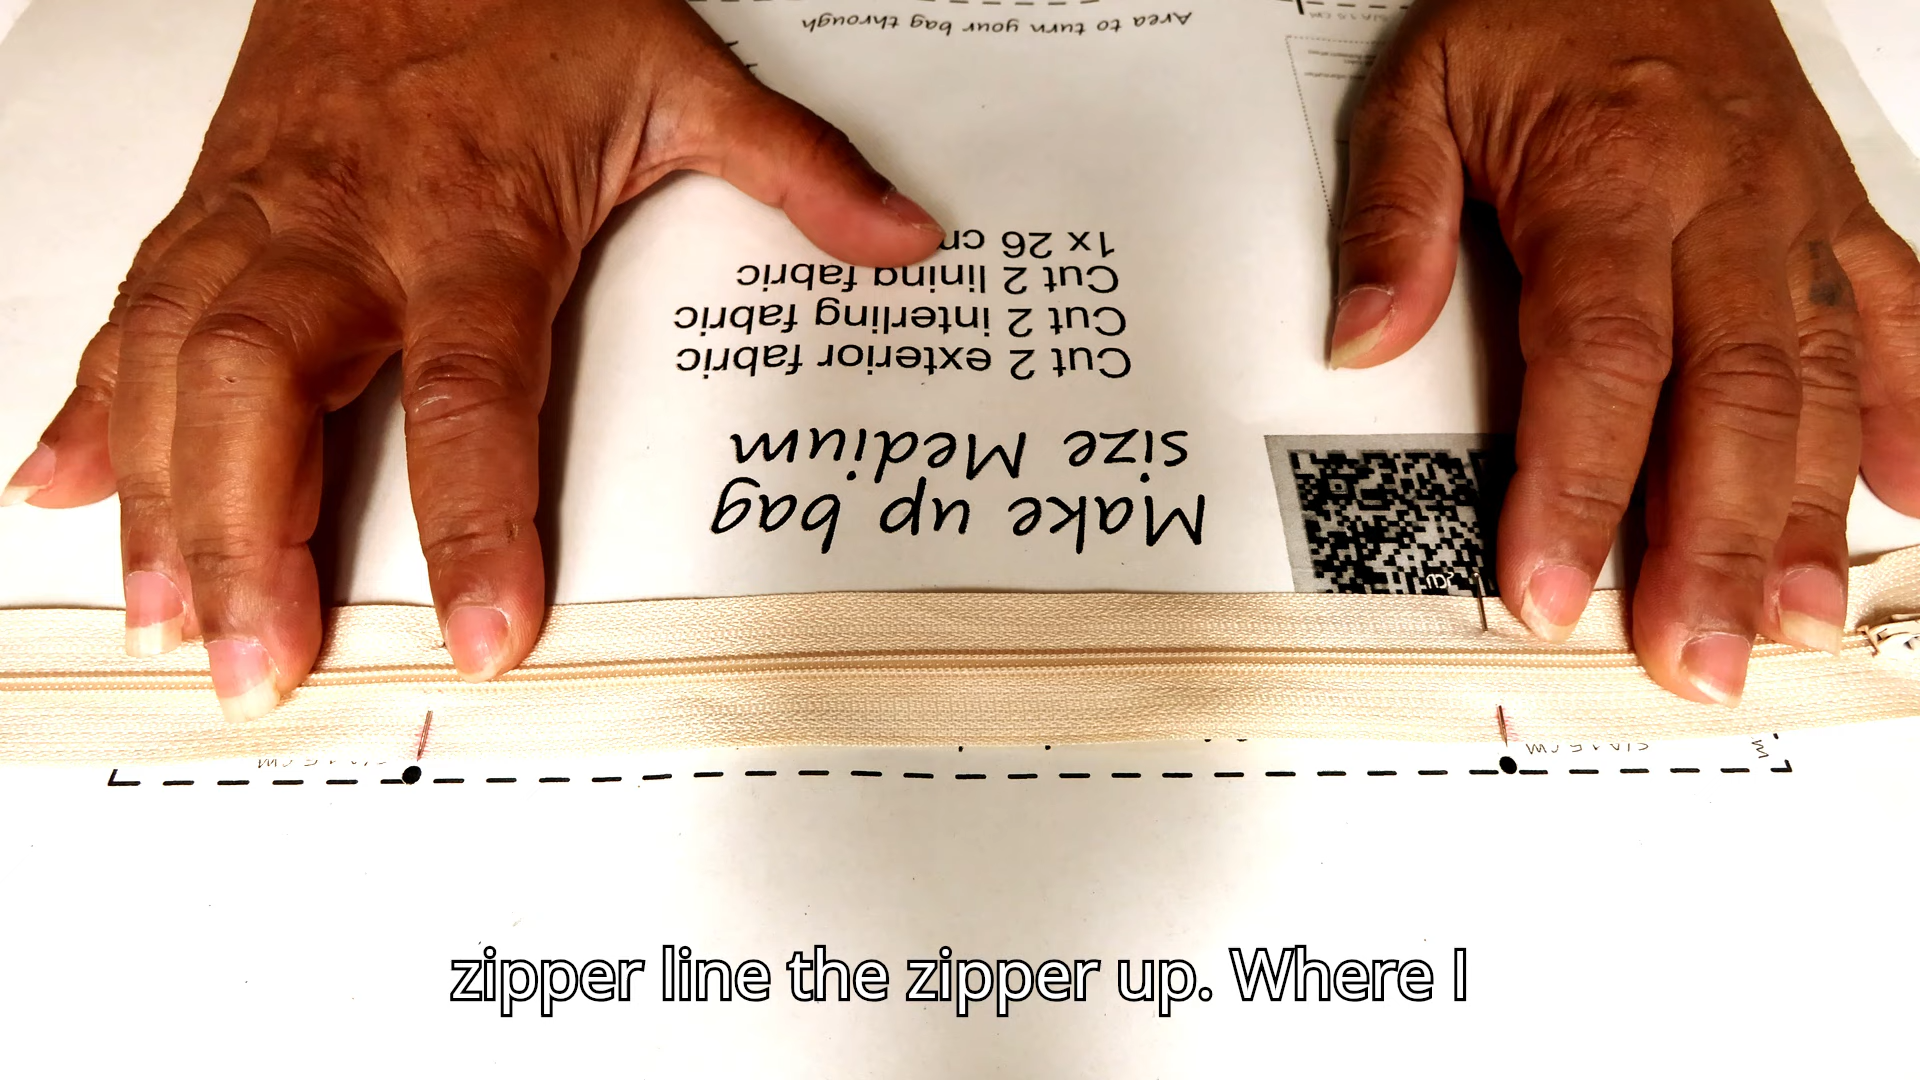 Make up bag
size Medium
Cut 2 exterior fabric
Cut 2 interling fabric
Cut 2 lining fabric
1x 26
Area to turn your bag through
zipper line the zipper up. Where I